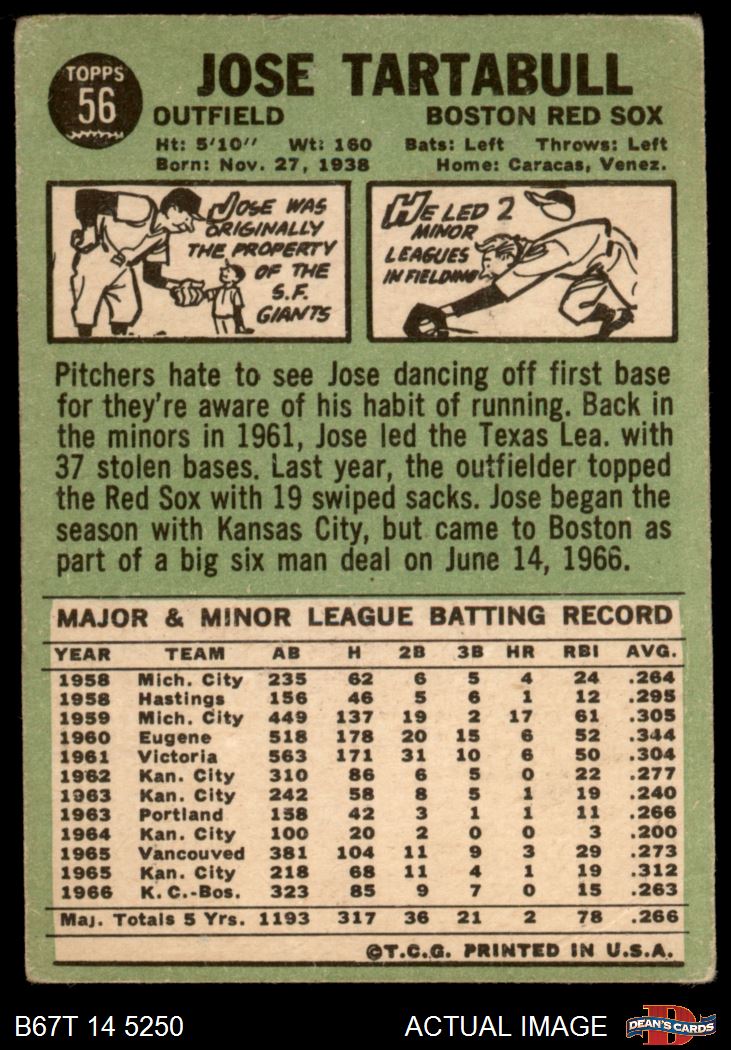 TOPPS
56
JOSE TARTABULL
OUTFIELD BOSTON RED SOX
Ht: 5'10" Wt: 160 Bats: Left Throws: Left
Born: Nov. 27, 1938 Home: Caracas, Venez.
JOSE WAS
ORIGINALLY
THE PROPERTY
OF THE
S.F.
GIANTS
HE LED 2
MINOR
LEAGUES
IN FIELDING
Pitchers hate to see Jose dancing off first base
for they're aware of his habit of running. Back in
the minors in 1961, Jose led the Texas Lea. with
37 stolen bases. Last year, the outfielder topped
the Red Sox with 19 swiped sacks. Jose began the
season with Kansas City, but came to Boston as
part of a big six man deal on June 14, 1966.
MAJOR & MINOR LEAGUE BATTING RECORD
YEAR TEAM AB H 2B 3B HR RBI AVG.
1958 Mich. City 235 62 6 5 4 24 .264
1958 Hastings 156 46 5 6 1 12 .295
1959 Mich. City 449 137 19 2 17 61 .305
1960 Eugene 518 178 20 15 6 52 .344
1961 Victoria 563 171 31 10 6 50 .304
1962 Kan. City 310 86 6 5 0 22 .277
1963 Kan. City 242 58 8 5 1 19 .240
1963 Portland 158 42 3 1 1 11 .266
1964 Kan. City 100 20 2 0 0 3 .200
1965 Vancouved 381 104 11 9 3 29 .273
1965 Kan. City 218 68 11 4 1 19 .312
1966 K.C.-Bos. 323 85 9 7 0 15 .263
Maj. Totals 5 Yrs. 1193 317 36 21 2 78 .266
©T.C.G. PRINTED IN U.S.A.
B67T 14 5250 ACTUAL IMAGE D DEAN'S CARDS